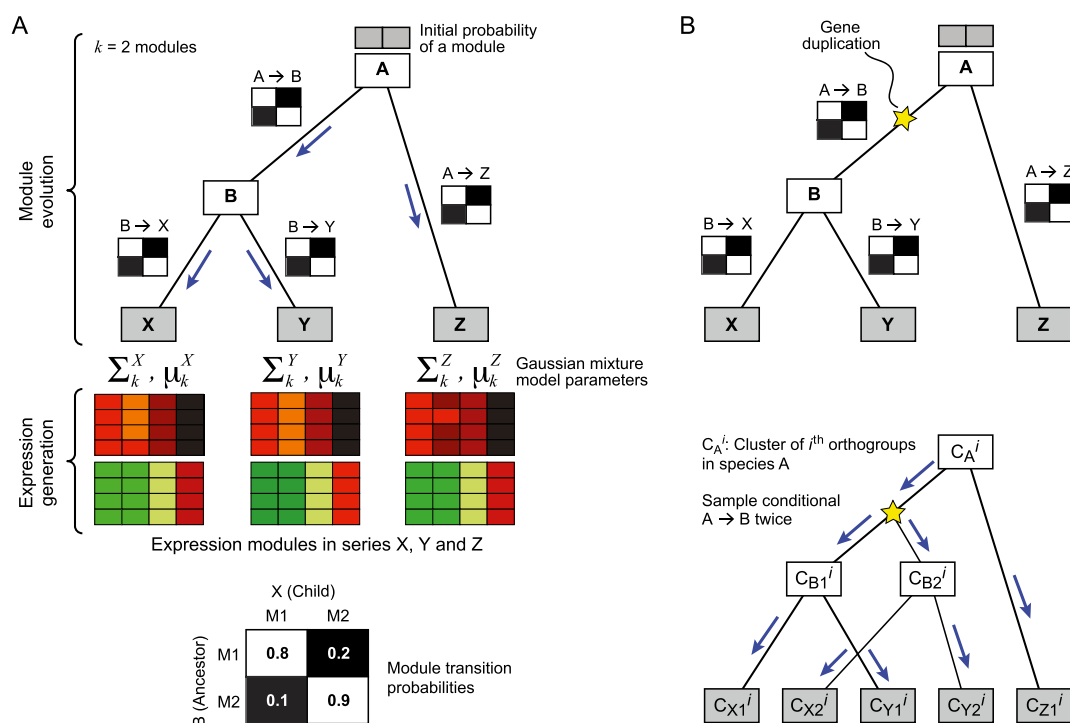 A
k = 2 modules
Initial probability
of a module
A
A → B
B
A → Z
B → X
B → Y
X
Y
Z
Module
evolution
Σ_k^X , μ_k^X
Σ_k^Y , μ_k^Y
Σ_k^Z , μ_k^Z
Gaussian mixture
model parameters
Expression
generation
Expression modules in series X, Y and Z
X (Child)
M1 M2
B (Ancestor)
M1 0.8 0.2
M2 0.1 0.9
Module transition
probabilities
B
Gene
duplication
A
A → B
B
A → Z
B → X
B → Y
X
Y
Z
C_A^i: Cluster of i^th orthogroups
in species A
C_A^i
Sample conditional
A → B twice
C_B1^i
C_B2^i
C_X1^i
C_X2^i
C_Y1^i
C_Y2^i
C_Z1^i